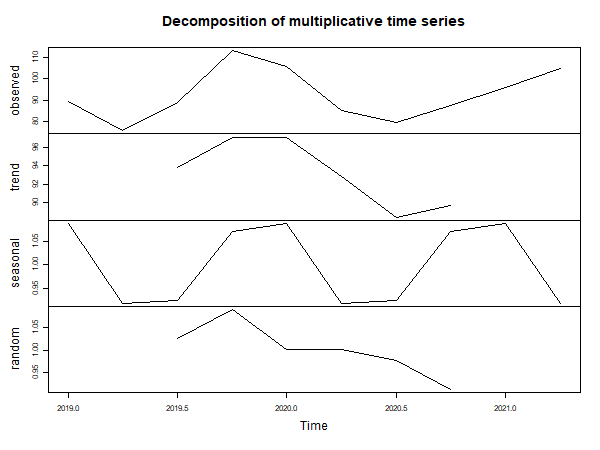 Decomposition of multiplicative time series
observed
80 90 100 110
trend
90 92 94 96
seasonal
0.95 1.00 1.05
random
0.95 1.00 1.05
2019.0 2019.5 2020.0 2020.5 2021.0
Time